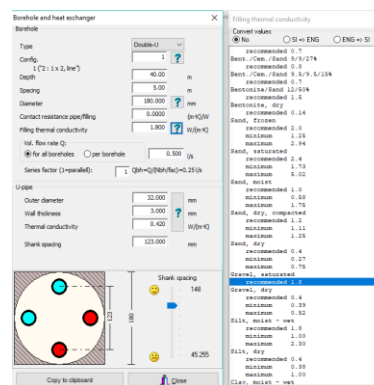 Borehole and heat exchanger
Borehole
Type Double-U
Config. 1 ?
1 ("2 : 1 x 2, line")
Depth 40.00 m
Spacing 5.00 m
Diameter 180.000 ? mm
Contact resistance pipe/filling 0.0000 (m·K)/W
Filling thermal conductivity 1.800 ? W/(m·K)
Vol. flow rate Q:
for all boreholes per borehole 0.500 l/s
Series factor (1=parallel): 1 Qbh=Q/(Nbh/fac)=0.25 l/s
U-pipe
Outer diameter 32.000 mm
Wall thickness 3.000 ? mm
Thermal conductivity 0.420 W/(m·K)
Shank spacing 123.000 mm
Shank spacing
148
123
180
45.255
Copy to clipboard Close
Filling thermal conductivity
Convert values:
No SI => ENG ENG => SI
recommended 0.7
Bent./Cem./Sand 9/9/27%
recommended 0.8
Bent./Cem./Sand 9.5/9.5/15%
recommended 0.7
Bentonite/Sand 12/50%
recommended 1.5
Bentonite, dry
recommended 0.14
Sand, frozen
recommended 2.0
minimum 1.25
maximum 2.94
Sand, saturated
recommended 2.4
minimum 1.73
maximum 5.02
Sand, moist
recommended 1.0
minimum 0.58
maximum 1.75
Sand, dry, compacted
recommended 1.2
minimum 1.11
maximum 1.25
Sand, dry
recommended 0.4
minimum 0.27
maximum 0.75
Gravel, saturated
recommended 1.8
Gravel, dry
recommended 0.4
minimum 0.39
maximum 0.52
Silt, moist - wet
recommended 1.8
minimum 1.00
maximum 2.30
Silt, dry
recommended 0.4
minimum 0.38
maximum 1.00
Clay, moist - wet